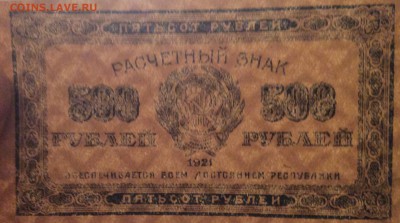 COINS.LAVE.RU
ПЯТЬСОТ РУБЛЕЙ
РАСЧЕТНЫЙ ЗНАК
500 500
РУБЛЕЙ РУБЛЕЙ
1921
ОБЕСПЕЧИВАЕТСЯ ВСЕМ ДОСТОЯНИЕМ РЕСПУБЛИКИ
ПЯТЬСОТ РУБЛЕЙ